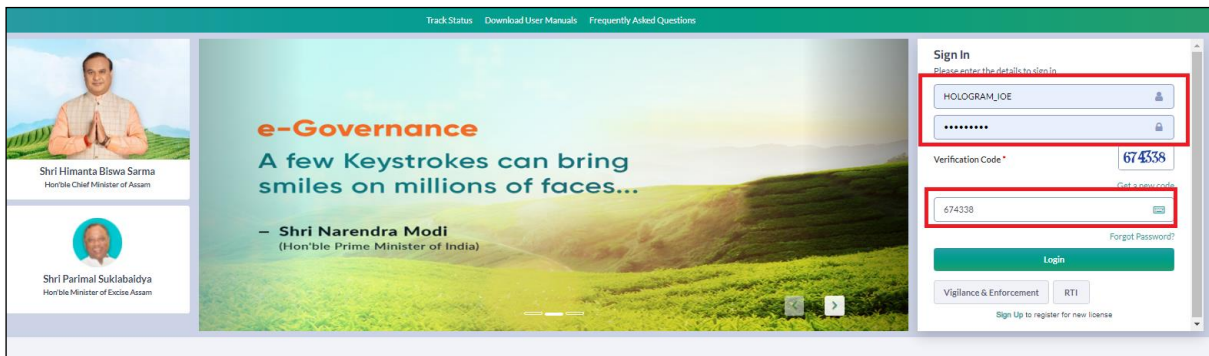 Track Status Download User Manuals Frequently Asked Questions
Shri Himanta Biswa Sarma
Hon'ble Chief Minister of Assam
Shri Parimal Suklabaidya
Hon'ble Minister of Excise Assam
e-Governance
A few Keystrokes can bring
smiles on millions of faces...
– Shri Narendra Modi
(Hon'ble Prime Minister of India)
Sign In
Please enter the details to sign in
HOLOGRAM_IOE
•••••••••
Verification Code *
674338
Get a new code
674338
Forgot Password?
Login
Vigilance & Enforcement RTI
Sign Up to register for new license